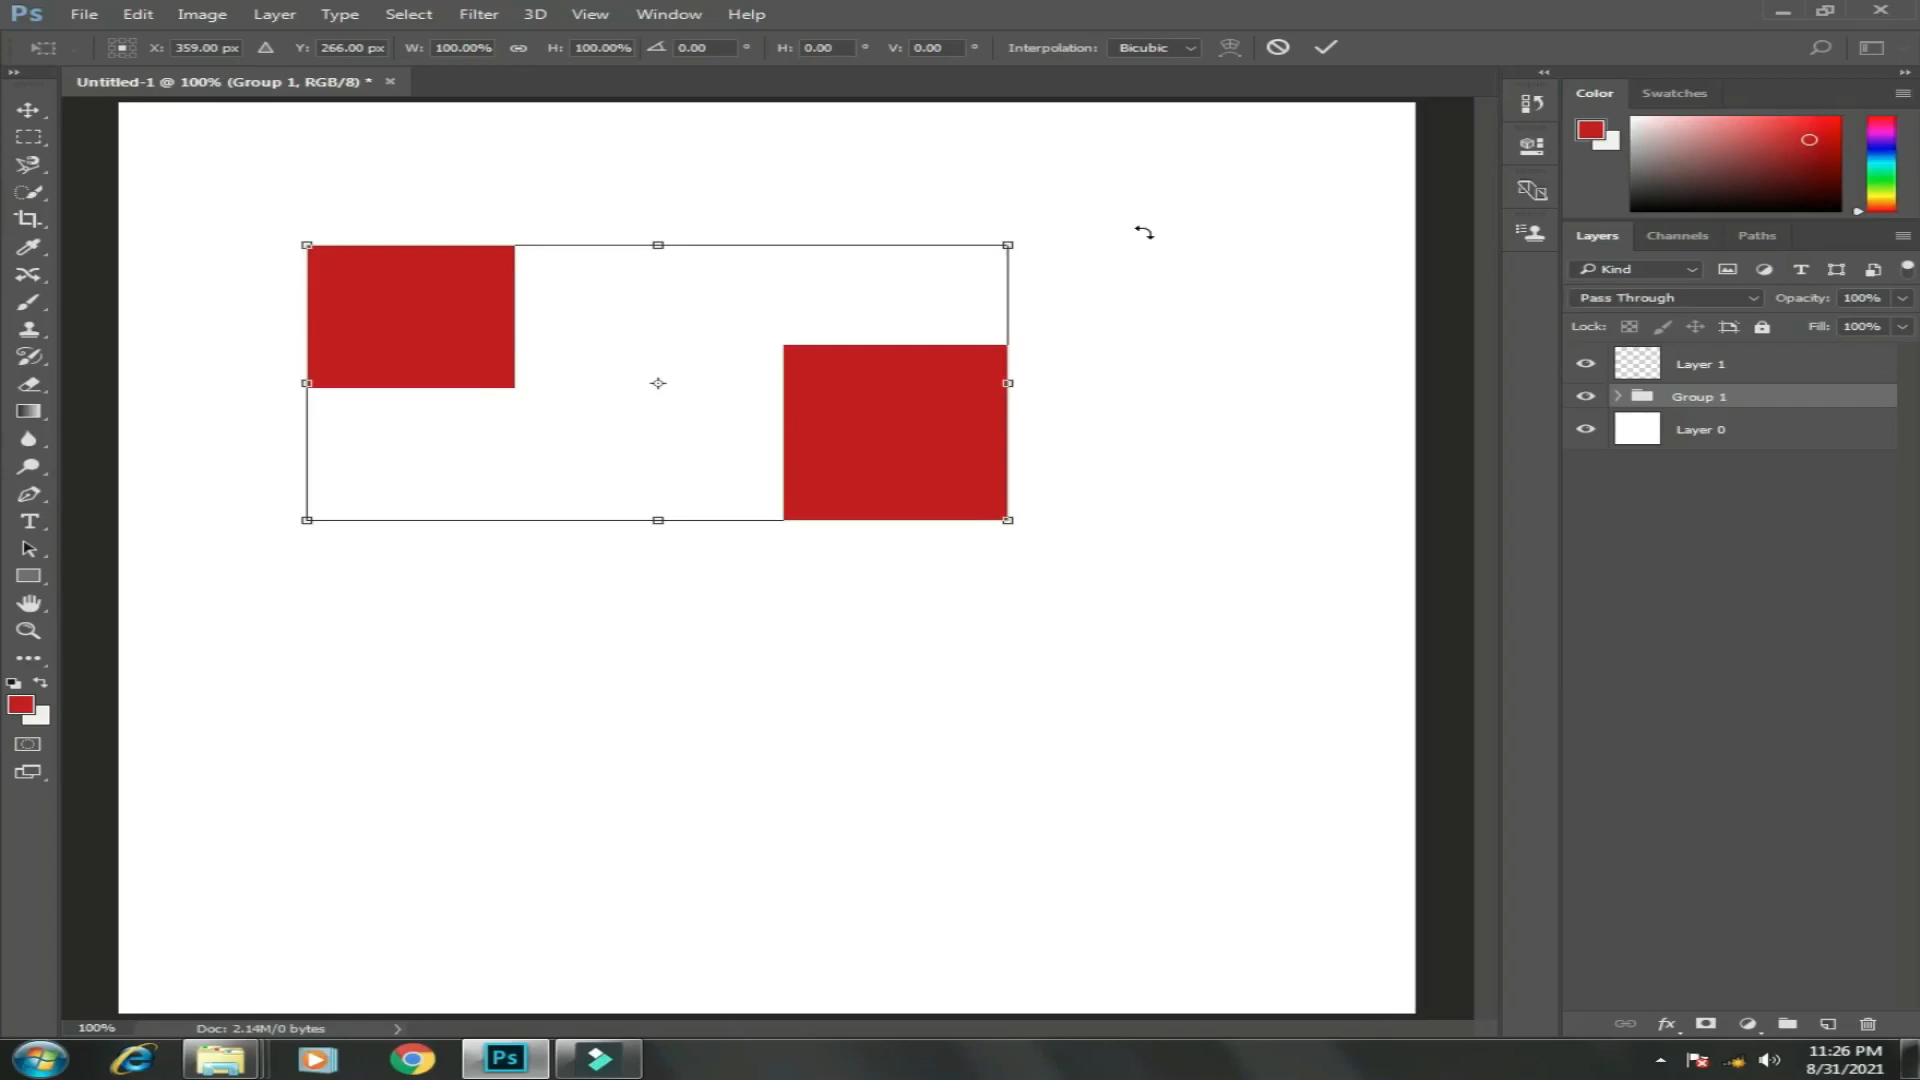 Ps File Edit Image Layer Type Select Filter 3D View Window Help
X: 359.00 px Y: 266.00 px W: 100.00% H: 100.00% 0.00 ° H: 0.00 ° V: 0.00 ° Interpolation: Bicubic
Untitled-1 @ 100% (Group 1, RGB/8) *
Color Swatches
Layers Channels Paths
Kind
Pass Through Opacity: 100%
Lock: Fill: 100%
Layer 1
Group 1
Layer 0
fx
100% Doc: 2.14M/0 bytes
Ps
11:26 PM
8/31/2021